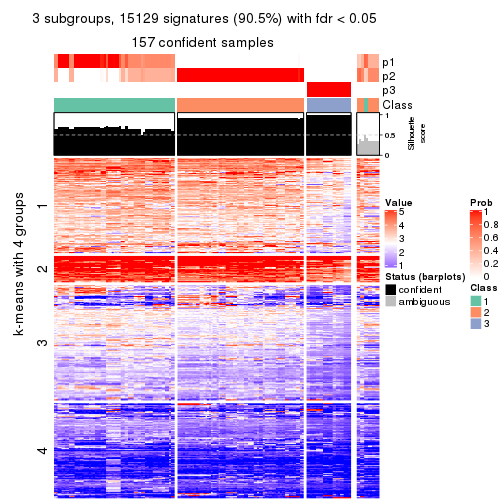 3 subgroups, 15129 signatures (90.5%) with fdr < 0.05
157 confident samples
p1
p2
p3
Class
1
0.5
0
Silhouette
score
k-means with 4 groups
1
2
3
4
Value
5
4
3
2
1
Status (barplots)
confident
ambiguous
Prob
1
0.8
0.6
0.4
0.2
0
Class
1
2
3